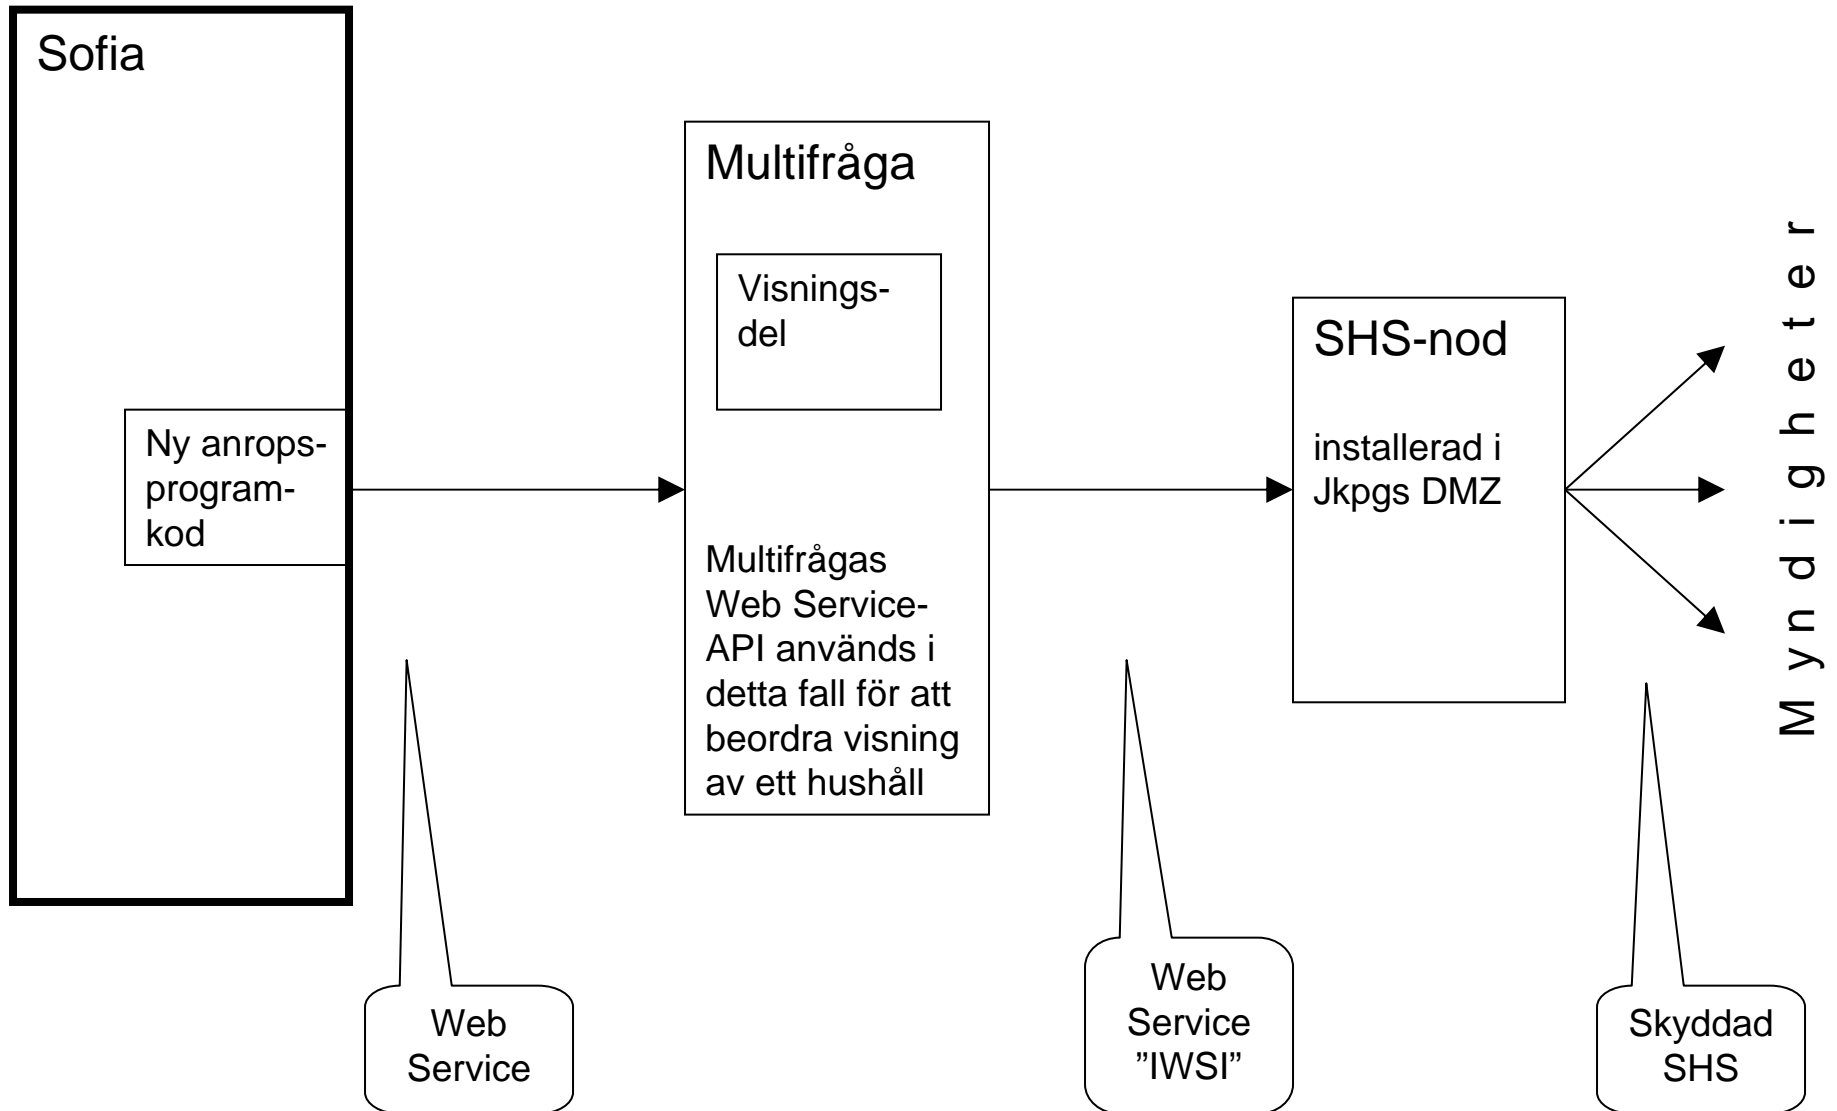 Sofia
Ny anrops-
program-
kod
Multifråga
Visnings-
del
Multifrågas
Web Service-
API används i
detta fall för att
beordra visning
av ett hushåll
SHS-nod
installerad i
Jkpgs DMZ
Myndigheter
Web
Service
Web
Service
”IWSI”
Skyddad
SHS